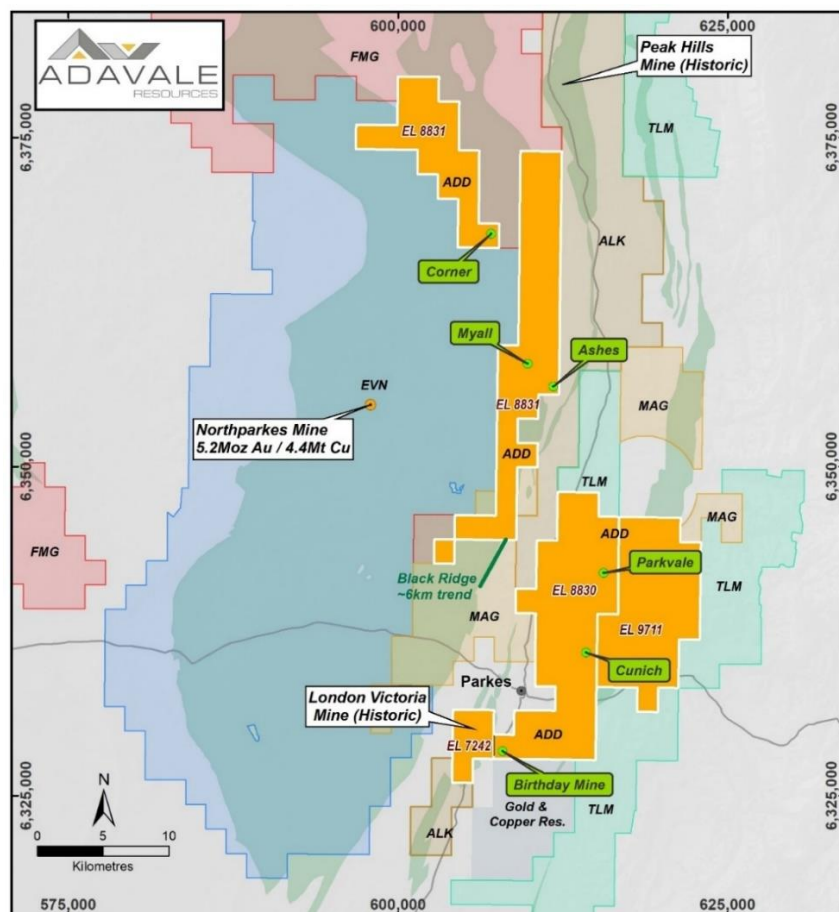 600,000
625,000
ADAVALE
RESOURCES
FMG
Peak Hills
Mine (Historic)
6,375,000
6,375,000
EL 8831
TLM
ADD
ALK
Corner
Myall
Ashes
EVN
EL 8831
MAG
Northparkes Mine
5.2Moz Au / 4.4Mt Cu
ADD
6,350,000
6,350,000
TLM
MAG
FMG
ADD
Black Ridge
~6km trend
Parkvale
MAG
EL 8830
TLM
EL 9711
Cunich
Parkes
London Victoria
Mine (Historic)
EL 7242
ADD
Birthday Mine
6,325,000
6,325,000
N
Gold &
Copper Res.
TLM
ALK
0 5 10
Kilometres
575,000
600,000
625,000